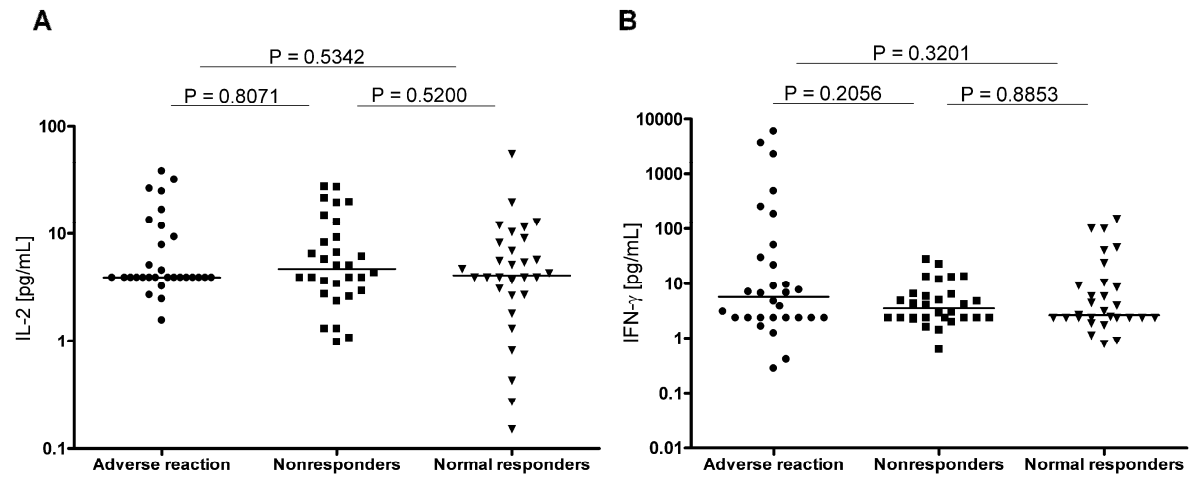 A
P = 0.5342
P = 0.8071
P = 0.5200
IL-2 [pg/mL]
100
10
1
0.1
Adverse reaction
Nonresponders
Normal responders
B
P = 0.3201
P = 0.2056
P = 0.8853
IFN-γ [pg/mL]
10000
1000
100
10
1
0.1
0.01
Adverse reaction
Nonresponders
Normal responders